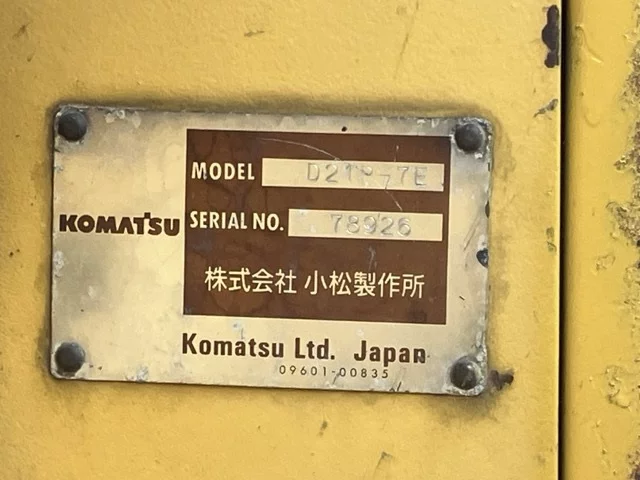 MODEL D21P-7E
KOMATSU
SERIAL NO. 78926
株式会社 小松製作所
Komatsu Ltd. Japan
09601-00835